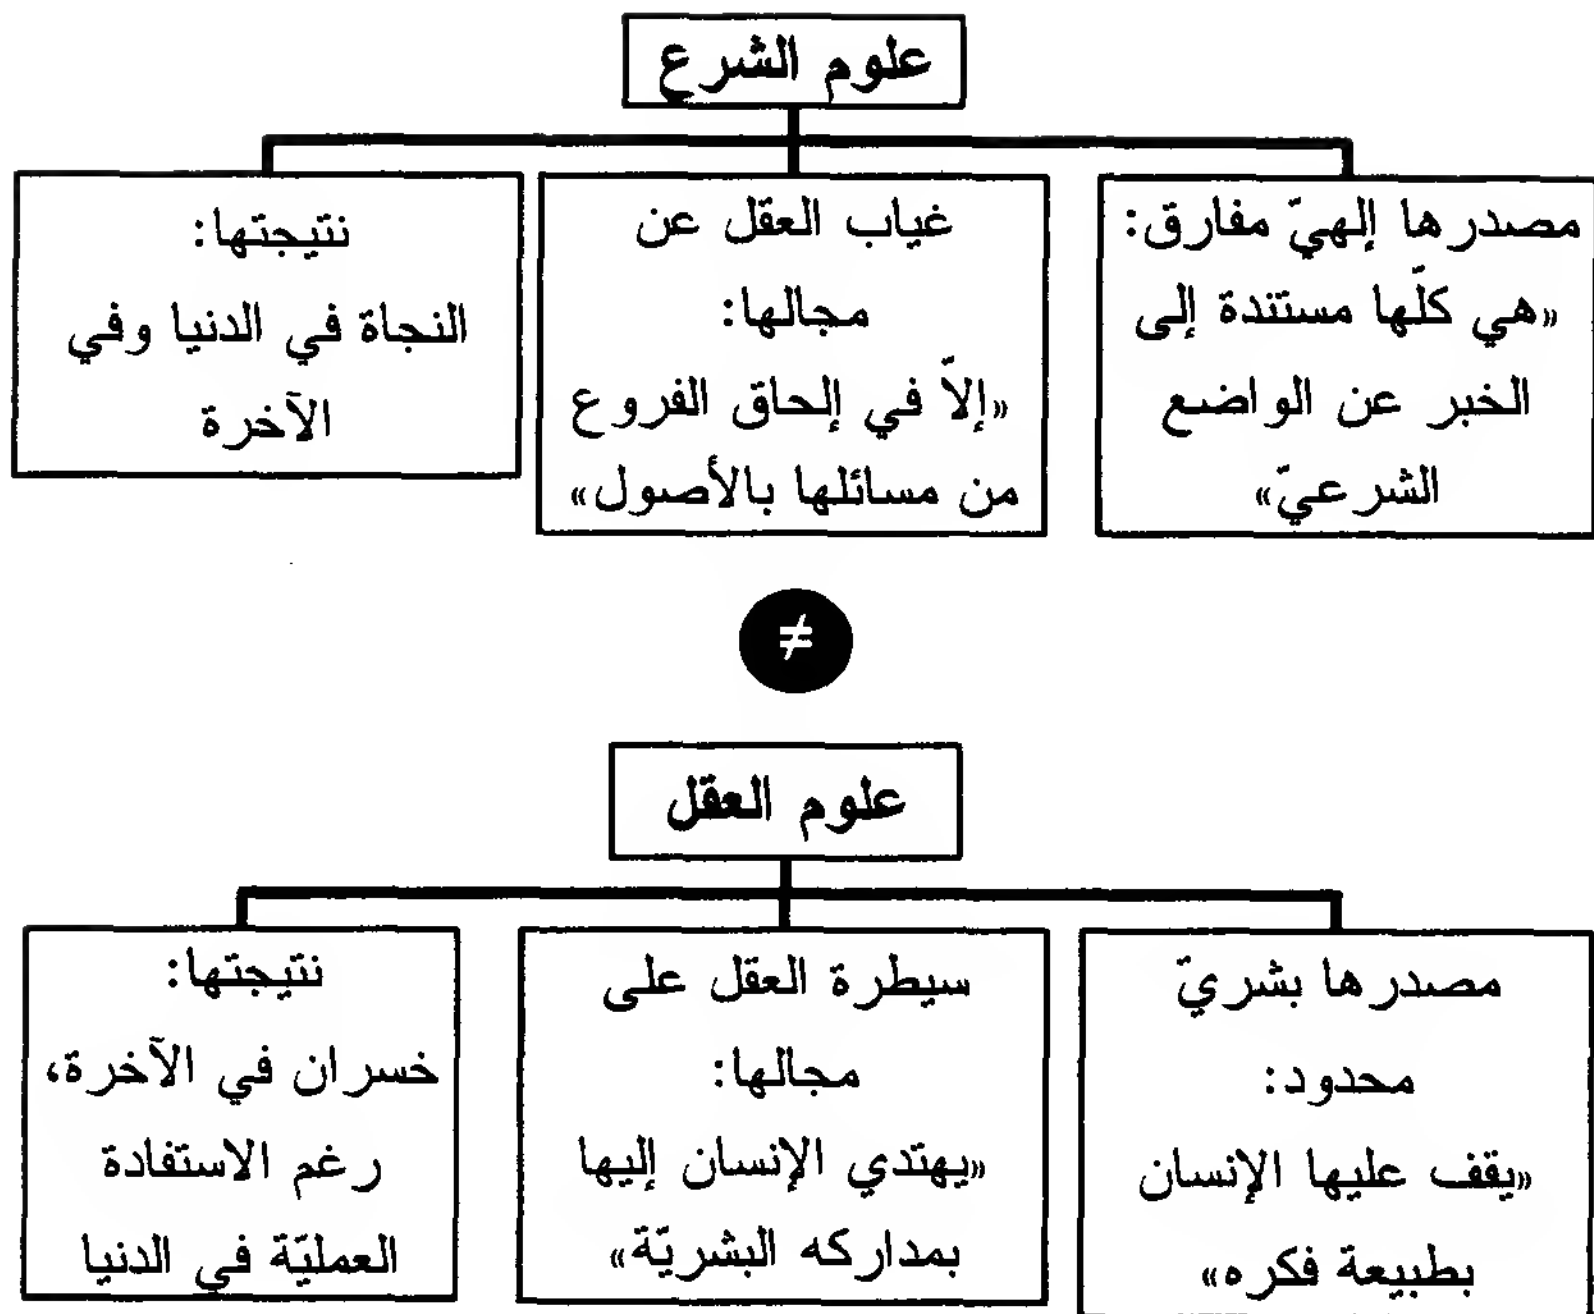 علوم الشرع
مصدرها إلهيّ مفارق:
«هي كلّها مستندة إلى
الخبر عن الواضع
الشرعيّ»
غياب العقل عن
مجالها:
«إلاّ في إلحاق الفروع
من مسائلها بالأصول»
نتيجتها:
النجاة في الدنيا وفي
الآخرة
≠
علوم العقل
مصدرها بشريّ
محدود:
«يقف عليها الإنسان
بطبيعة فكره»
سيطرة العقل على
مجالها:
«يهتدي الإنسان إليها
بمداركه البشريّة»
نتيجتها:
خسران في الآخرة،
رغم الاستفادة
العمليّة في الدنيا